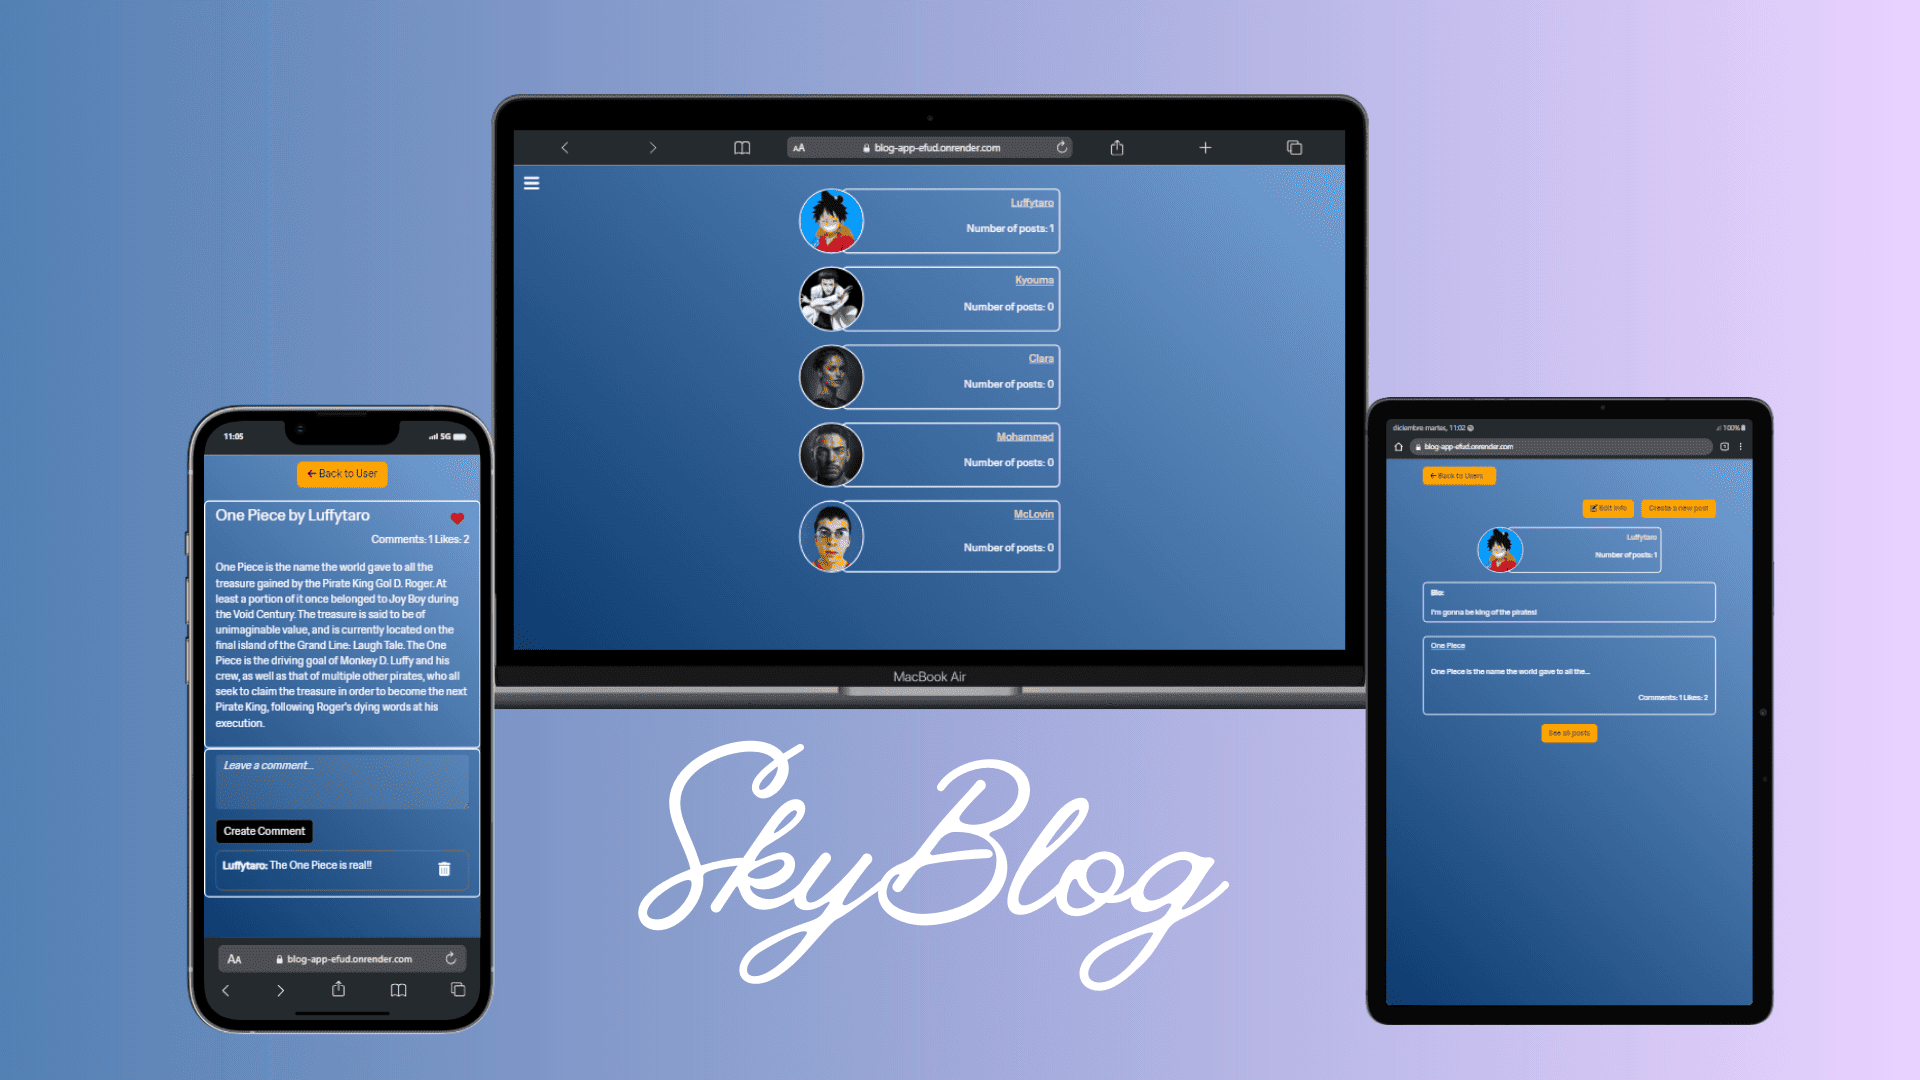 AA blog-app-efud.onrender.com
Luffytaro
Number of posts: 1
Kyouma
Number of posts: 0
Clara
Number of posts: 0
Mohammed
Number of posts: 0
McLovin
Number of posts: 0
MacBook Air
11:05 5G
← Back to User
One Piece by Luffytaro
Comments: 1 Likes: 2
One Piece is the name the world gave to all the
treasure gained by the Pirate King Gol D. Roger. At
least a portion of it once belonged to Joy Boy during
the Void Century. The treasure is said to be of
unimaginable value, and is currently located on the
final island of the Grand Line: Laugh Tale. The One
Piece is the driving goal of Monkey D. Luffy and his
crew, as well as that of multiple other pirates, who all
seek to claim the treasure in order to become the next
Pirate King, following Roger's dying words at his
execution.
Leave a comment...
Create Comment
Luffytaro: The One Piece is real!!
AA blog-app-efud.onrender.com
diciembre martes, 11:02 100%
blog-app-efud.onrender.com
← Back to Users
Edit info Create a new post
Luffytaro
Number of posts: 1
Bio:
I'm gonna be king of the pirates!
One Piece
One Piece is the name the world gave to all the...
Comments: 1 Likes: 2
See all posts
SkyBlog